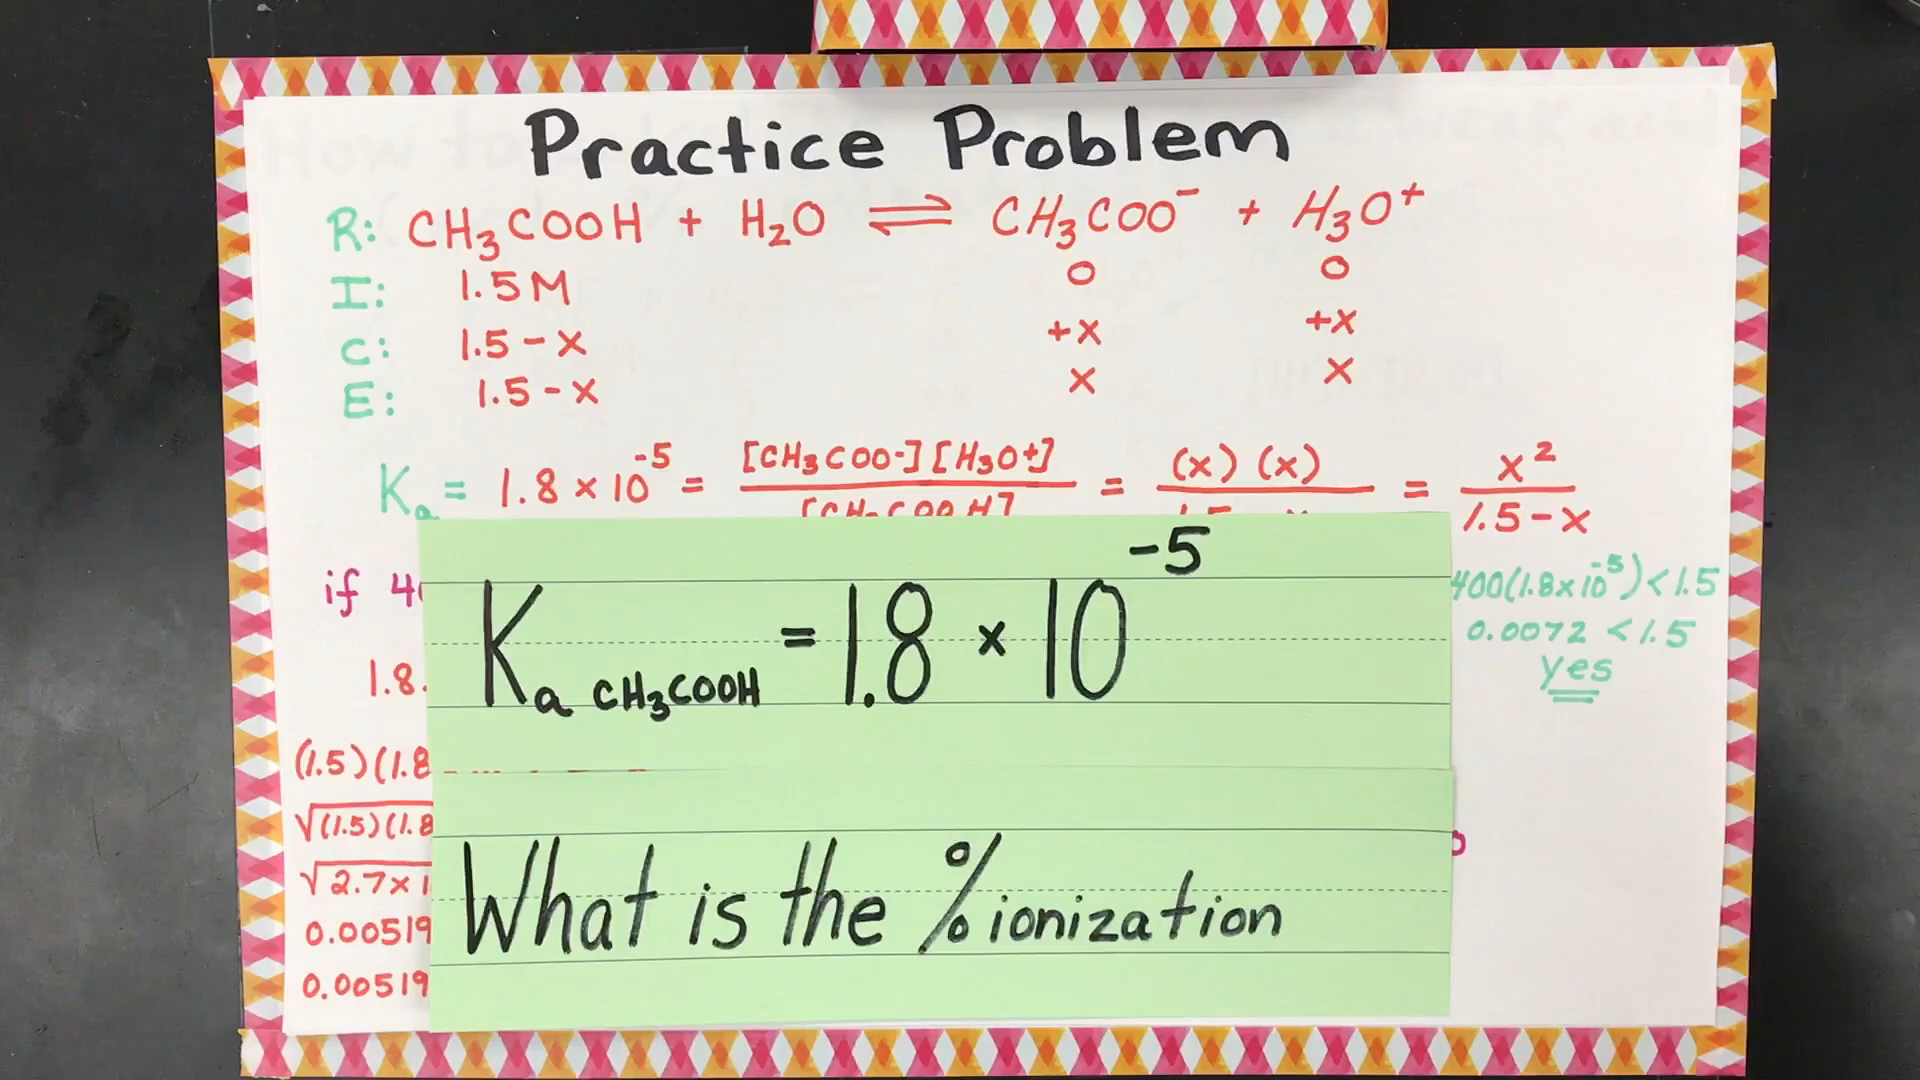 Practice Problem
R: CH₃COOH + H₂O ⇌ CH₃COO⁻ + H₃O⁺
I: 1.5M 0 0
C: 1.5-x +x +x
E: 1.5-x x x
Kₐ = 1.8 × 10⁻⁵ = [CH₃COO-][H₃O+] / [CH₃COOH] = (x)(x) / = x² / 1.5-x
400(1.8x10⁻⁵)<1.5
0.0072 <1.5
yes
if
Kₐ CH₃COOH = 1.8 × 10⁻⁵
1.8
(1.5)(1.8
√(1.5)(1.8
√2.7×1
0.00519
0.00519
What is the % ionization